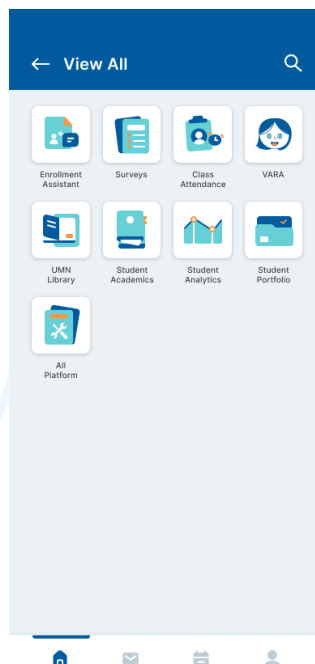 View All
Enrollment
Assistant
Surveys
Class
Attendance
VARA
UMN
Library
Student
Academics
Student
Analytics
Student
Portfolio
All
Platform